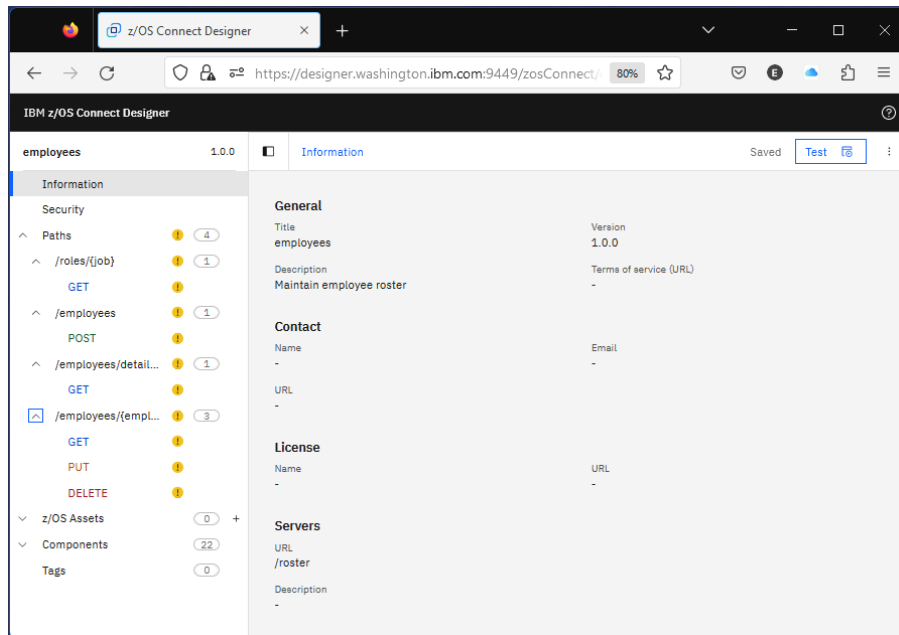 z/OS Connect Designer
https://designer.washington.ibm.com:9449/zosConnect/ 80%
IBM z/OS Connect Designer
employees 1.0.0
Information
Saved
Test
Information
Security
Paths 4
/roles/{job} 1
GET
/employees 1
POST
/employees/detail... 1
GET
/employees/{empl... 3
GET
PUT
DELETE
z/OS Assets 0 +
Components 22
Tags 0
General
Title
employees
Version
1.0.0
Description
Maintain employee roster
Terms of service (URL)
-
Contact
Name
-
Email
-
URL
-
License
Name
-
URL
-
Servers
URL
/roster
Description
-